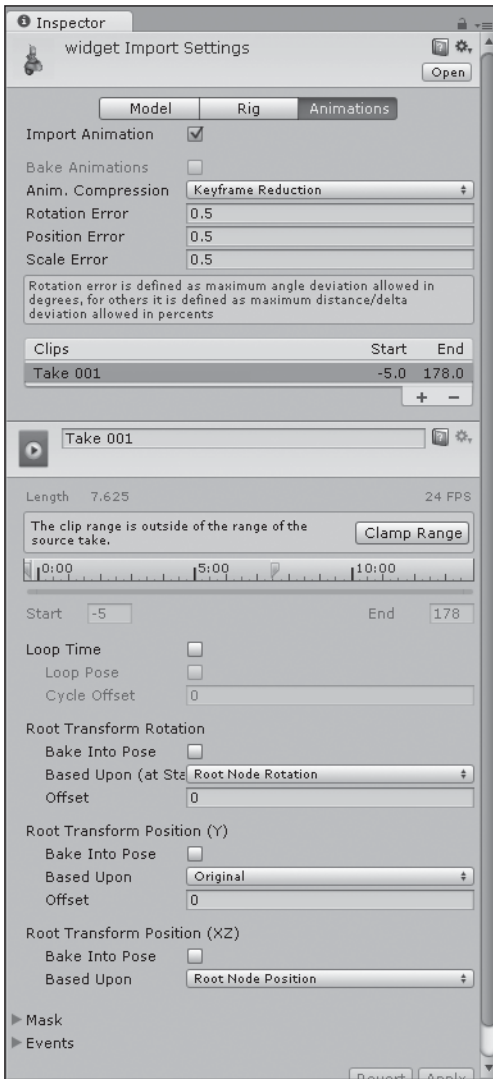 Inspector
widget Import Settings
Open
Model Rig Animations
Import Animation
Bake Animations
Anim. Compression Keyframe Reduction
Rotation Error 0.5
Position Error 0.5
Scale Error 0.5
Rotation error is defined as maximum angle deviation allowed in
degrees, for others it is defined as maximum distance/delta
deviation allowed in percents
Clips Start End
Take 001 -5.0 178.0
+ −
Take 001
Length 7.625 24 FPS
The clip range is outside of the range of the
source take.
Clamp Range
0:00 5:00 10:00
Start -5 End 178
Loop Time
Loop Pose
Cycle Offset 0
Root Transform Rotation
Bake Into Pose
Based Upon (at Sta Root Node Rotation
Offset 0
Root Transform Position (Y)
Bake Into Pose
Based Upon Original
Offset 0
Root Transform Position (XZ)
Bake Into Pose
Based Upon Root Node Position
Mask
Events
Revert Apply